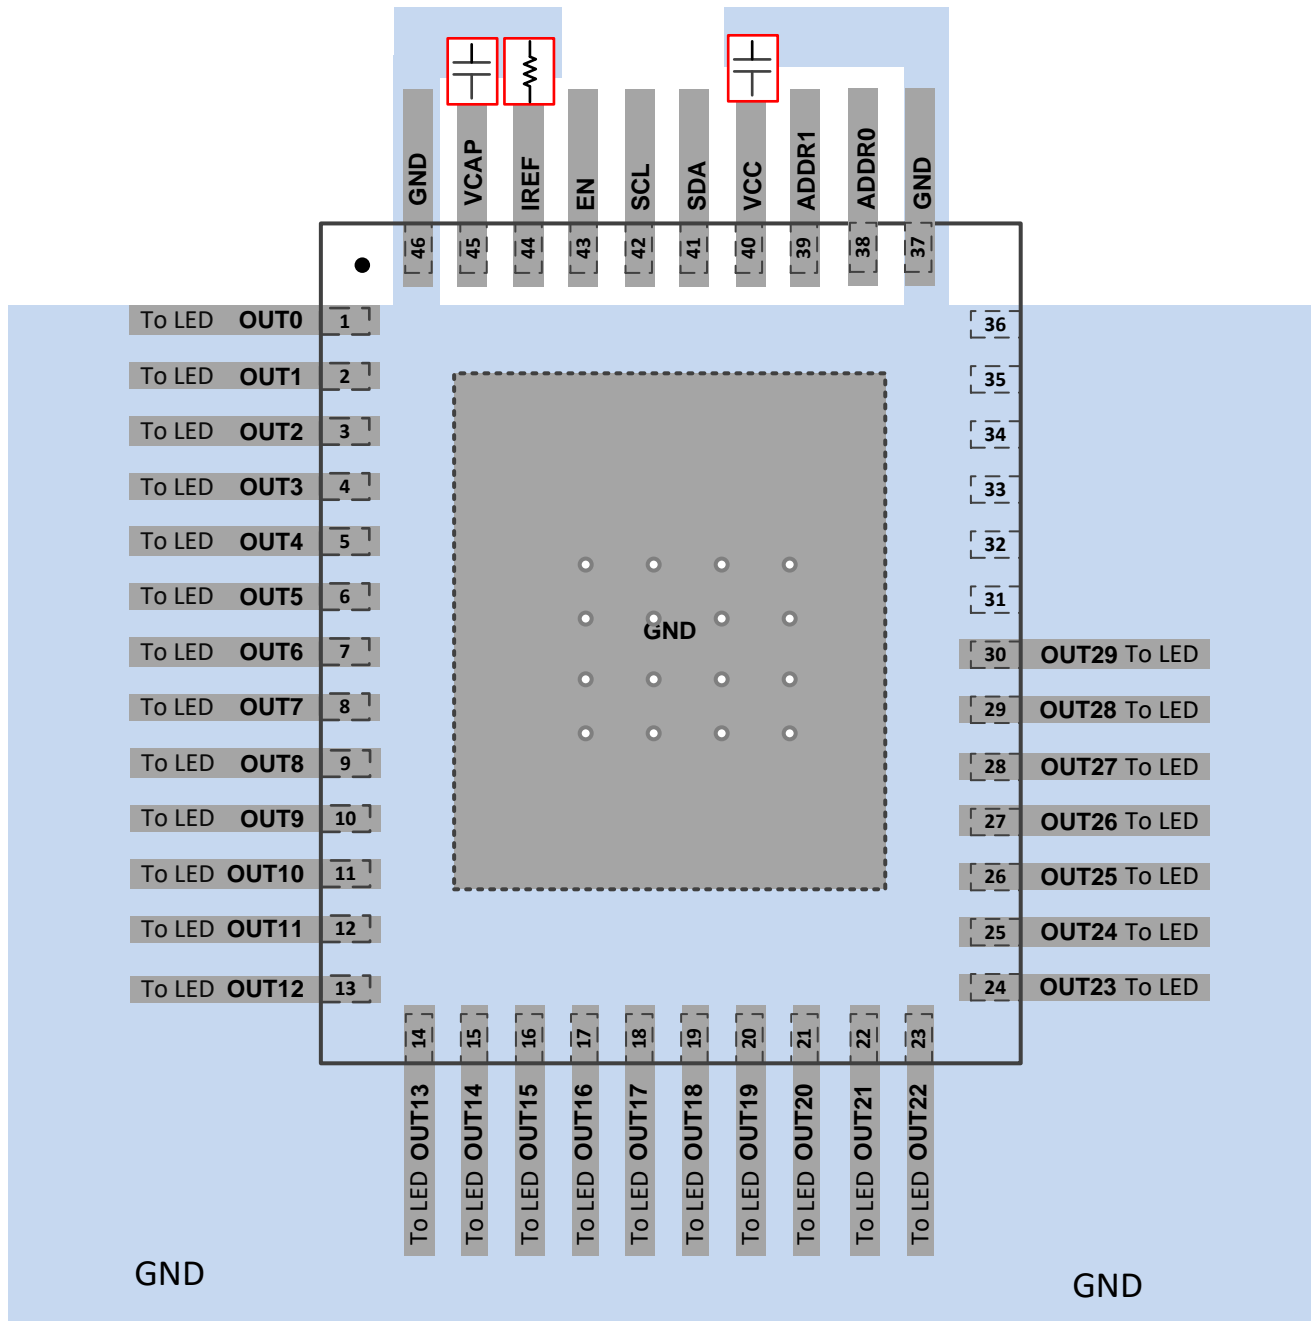 GND
VCAP
IREF
EN
SCL
SDA
VCC
ADDR1
ADDR0
GND
46
45
44
43
42
41
40
39
38
37
To LED OUT0 1
To LED OUT1 2
To LED OUT2 3
To LED OUT3 4
To LED OUT4 5
To LED OUT5 6
To LED OUT6 7
To LED OUT7 8
To LED OUT8 9
To LED OUT9 10
To LED OUT10 11
To LED OUT11 12
To LED OUT12 13
GND
36
35
34
33
32
31
30 OUT29 To LED
29 OUT28 To LED
28 OUT27 To LED
27 OUT26 To LED
26 OUT25 To LED
25 OUT24 To LED
24 OUT23 To LED
To LED OUT13 14
To LED OUT14 15
To LED OUT15 16
To LED OUT16 17
To LED OUT17 18
To LED OUT18 19
To LED OUT19 20
To LED OUT20 21
To LED OUT21 22
To LED OUT22 23
GND
GND